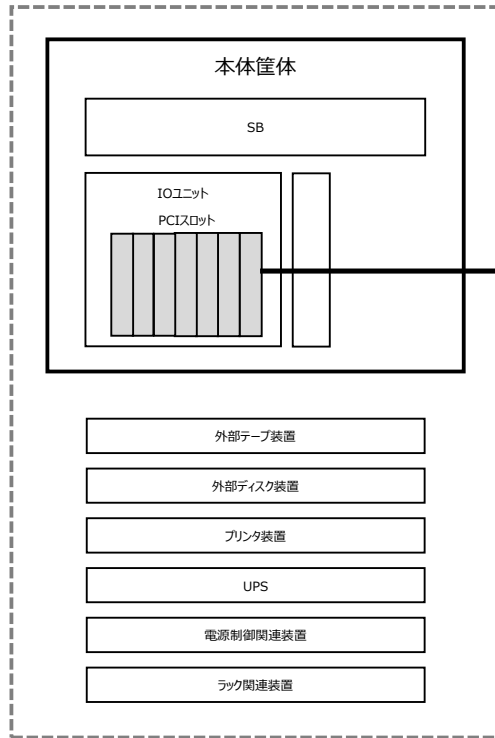 本体筐体
SB
IOユニット
PCIスロット
外部テープ装置
外部ディスク装置
プリンタ装置
UPS
電源制御関連装置
ラック関連装置